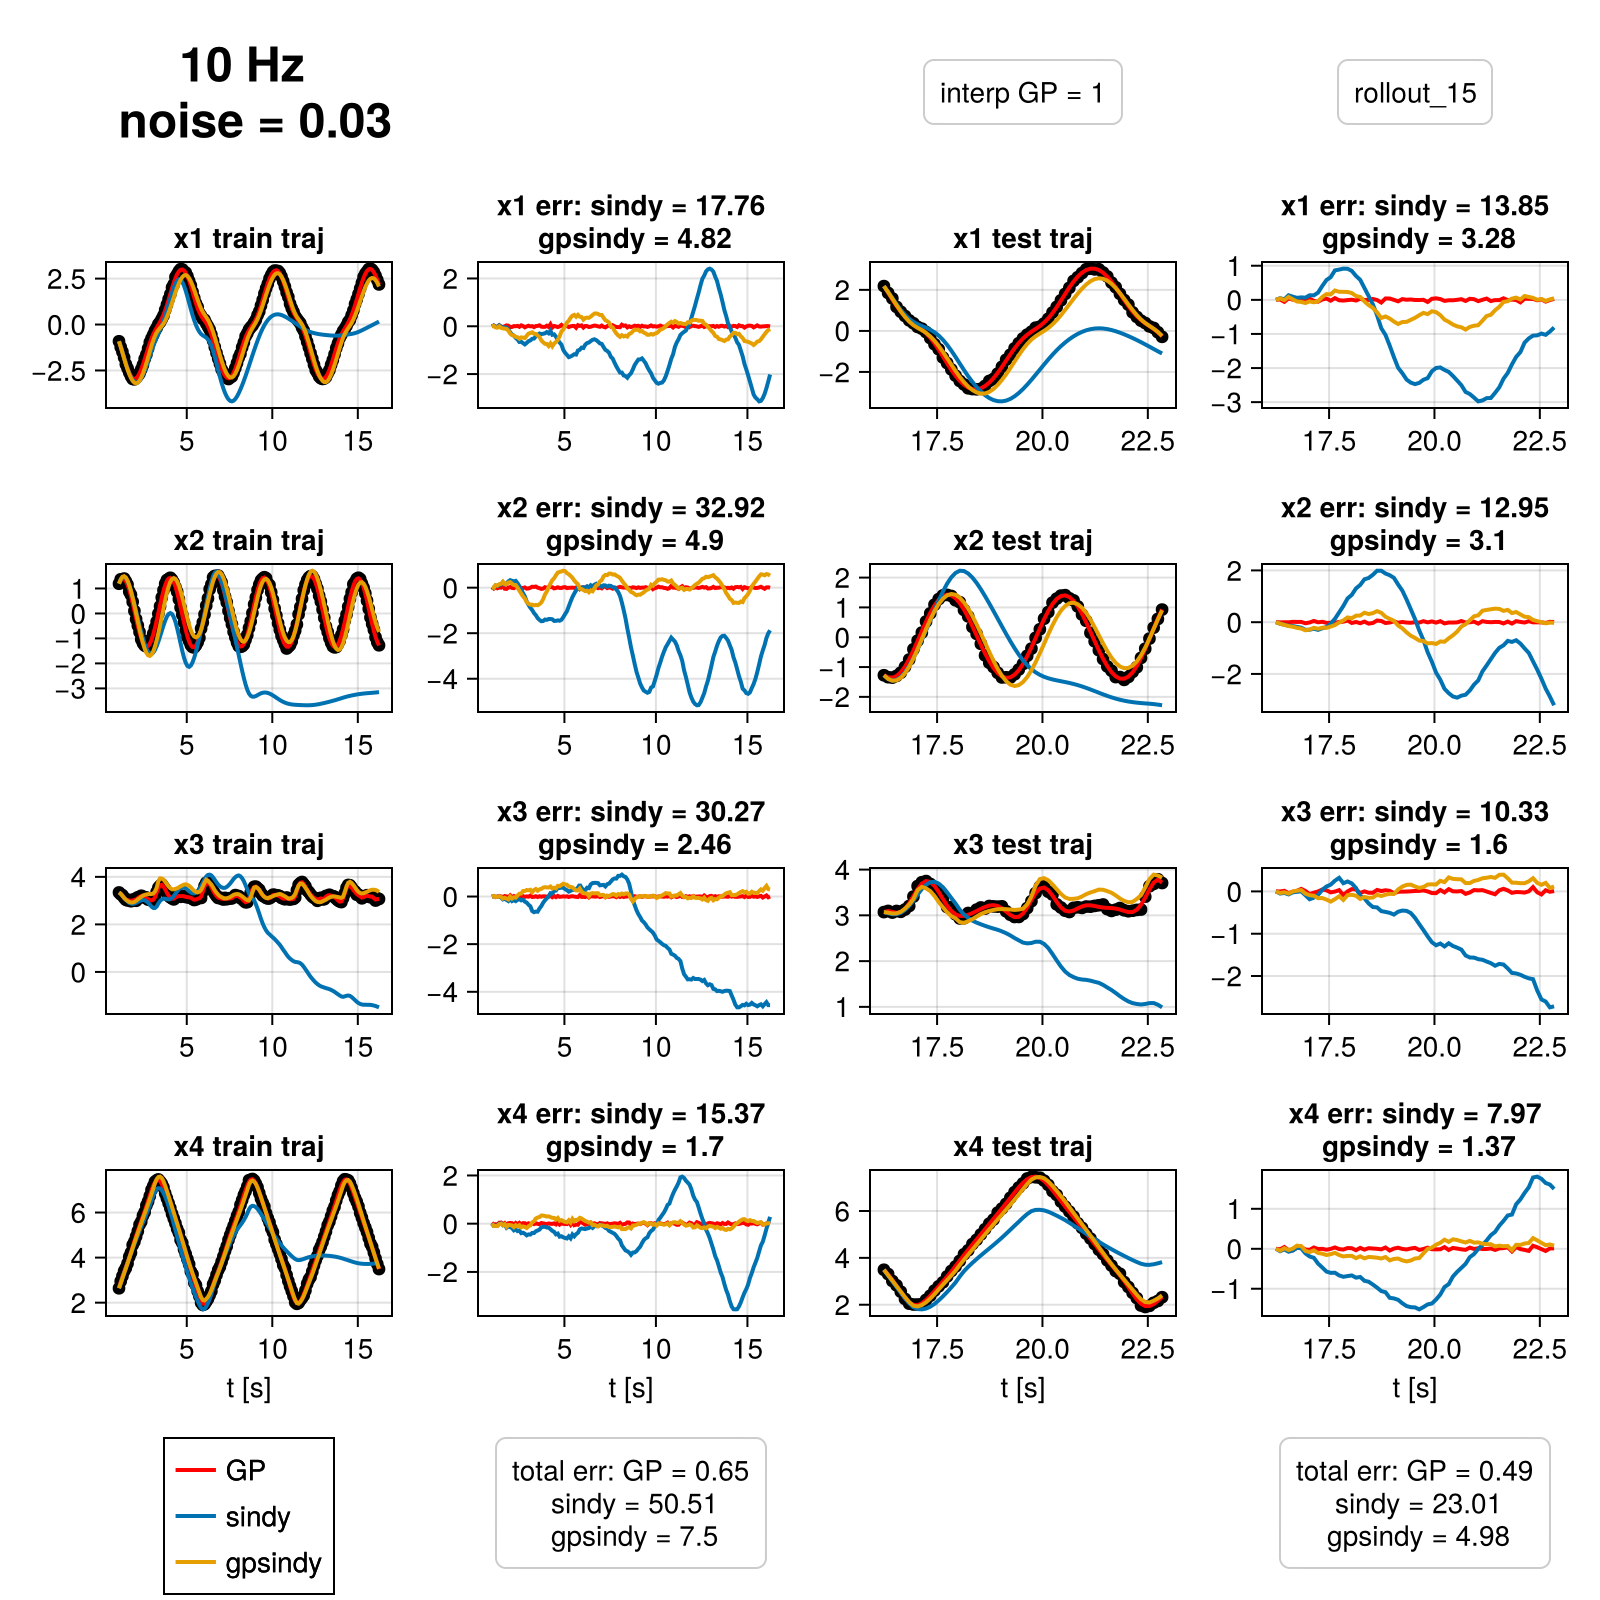 10 Hz
noise = 0.03
interp GP = 1
rollout_15
x1 train traj
2.5
0.0
−2.5
5
10
15
x1 err: sindy = 17.76
gpsindy = 4.82
2
0
−2
5
10
15
x1 test traj
2
0
−2
17.5
20.0
22.5
x1 err: sindy = 13.85
gpsindy = 3.28
1
0
−1
−2
−3
17.5
20.0
22.5
x2 train traj
1
0
−1
−2
−3
5
10
15
x2 err: sindy = 32.92
gpsindy = 4.9
0
−2
−4
5
10
15
x2 test traj
2
1
0
−1
−2
17.5
20.0
22.5
x2 err: sindy = 12.95
gpsindy = 3.1
2
0
−2
17.5
20.0
22.5
x3 train traj
4
2
0
5
10
15
x3 err: sindy = 30.27
gpsindy = 2.46
0
−2
−4
5
10
15
x3 test traj
4
3
2
1
17.5
20.0
22.5
x3 err: sindy = 10.33
gpsindy = 1.6
0
−1
−2
17.5
20.0
22.5
x4 train traj
6
4
2
5
10
15
t [s]
x4 err: sindy = 15.37
gpsindy = 1.7
2
0
−2
5
10
15
t [s]
x4 test traj
6
4
2
17.5
20.0
22.5
t [s]
x4 err: sindy = 7.97
gpsindy = 1.37
1
0
−1
17.5
20.0
22.5
t [s]
GP
sindy
gpsindy
total err: GP = 0.65
sindy = 50.51
gpsindy = 7.5
total err: GP = 0.49
sindy = 23.01
gpsindy = 4.98